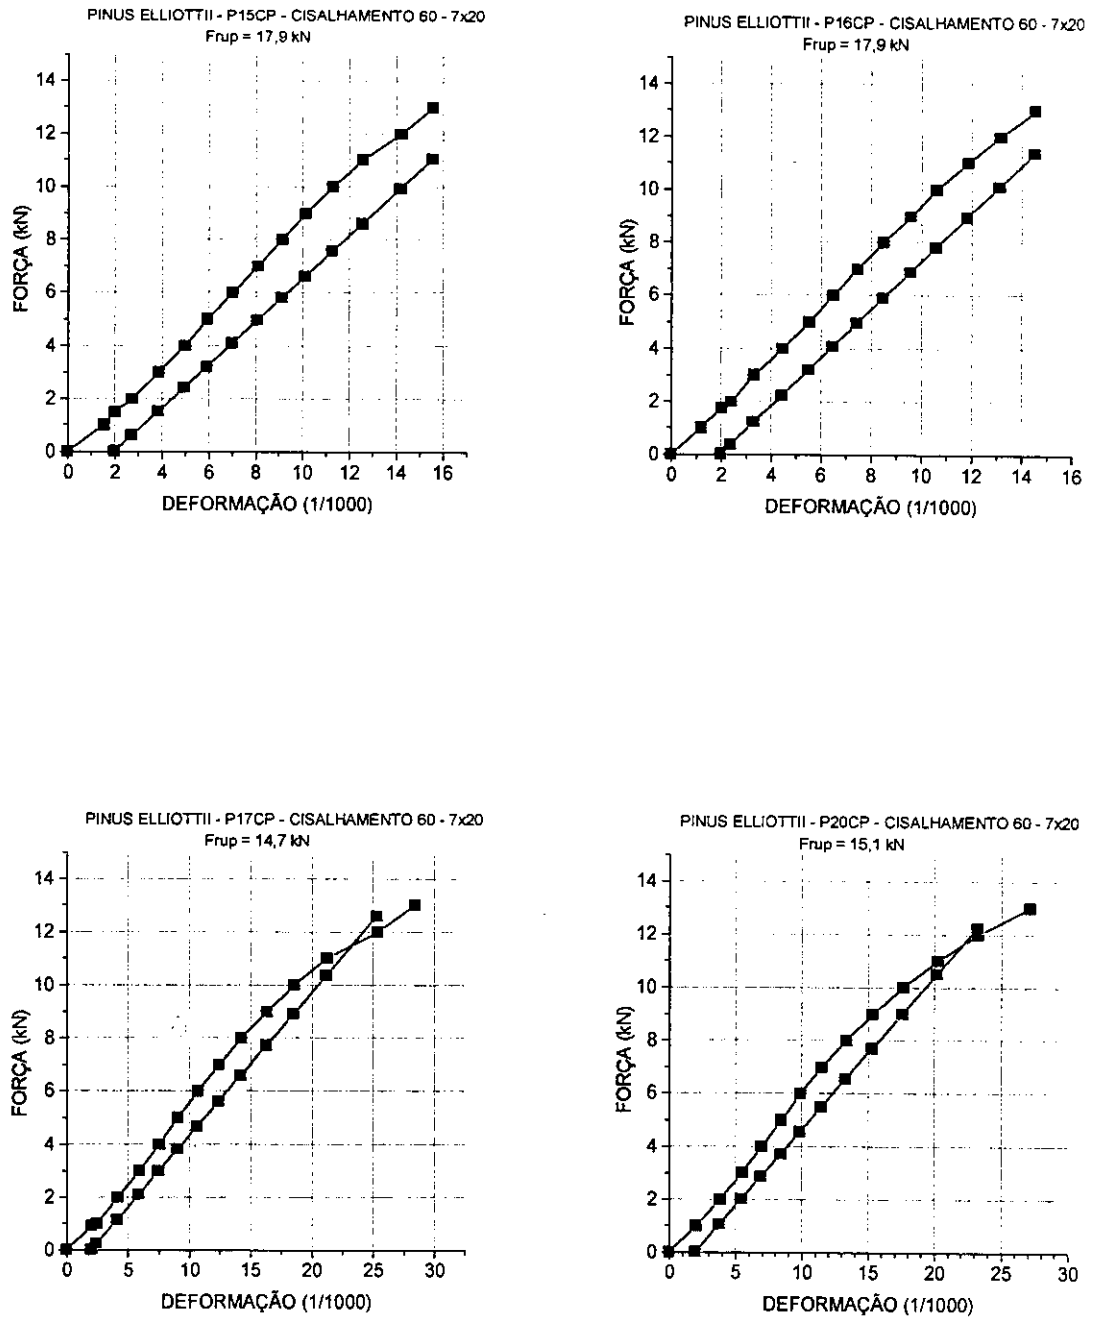 PINUS ELLIOTTII - P15CP - CISALHAMENTO 60 - 7x20
Frup = 17,9 kN
FORÇA (kN)
14
12
10
8
6
4
2
0
0 2 4 6 8 10 12 14 16
DEFORMAÇÃO (1/1000)
PINUS ELLIOTTII - P16CP - CISALHAMENTO 60 - 7x20
Frup = 17,9 kN
FORÇA (kN)
14
12
10
8
6
4
2
0
0 2 4 6 8 10 12 14 16
DEFORMAÇÃO (1/1000)
PINUS ELLIOTTII - P17CP - CISALHAMENTO 60 - 7x20
Frup = 14,7 kN
FORÇA (kN)
14
12
10
8
6
4
2
0
0 5 10 15 20 25 30
DEFORMAÇÃO (1/1000)
PINUS ELLIOTTII - P20CP - CISALHAMENTO 60 - 7x20
Frup = 15,1 kN
FORÇA (kN)
14
12
10
8
6
4
2
0
0 5 10 15 20 25 30
DEFORMAÇÃO (1/1000)